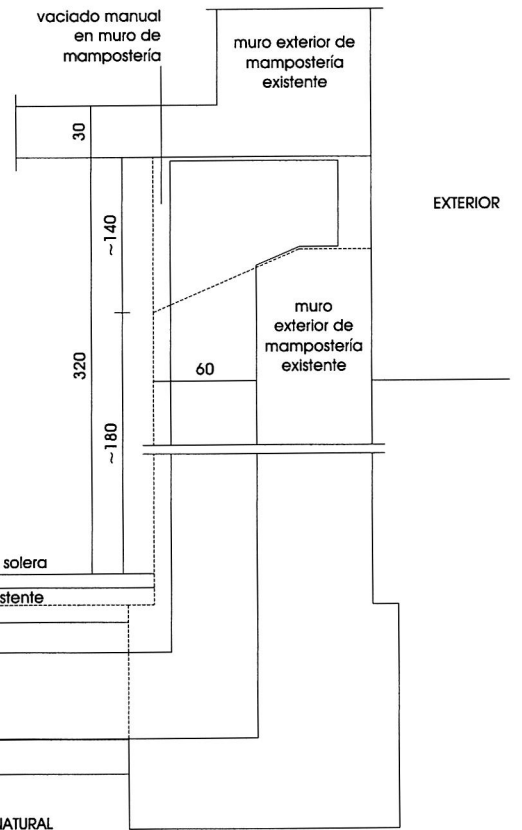 vaciado manual
en muro de
mampostería
muro exterior de
mampostería
existente
30
EXTERIOR
~140
muro
exterior de
mampostería
existente
320
60
~180
solera
stente
NATURAL